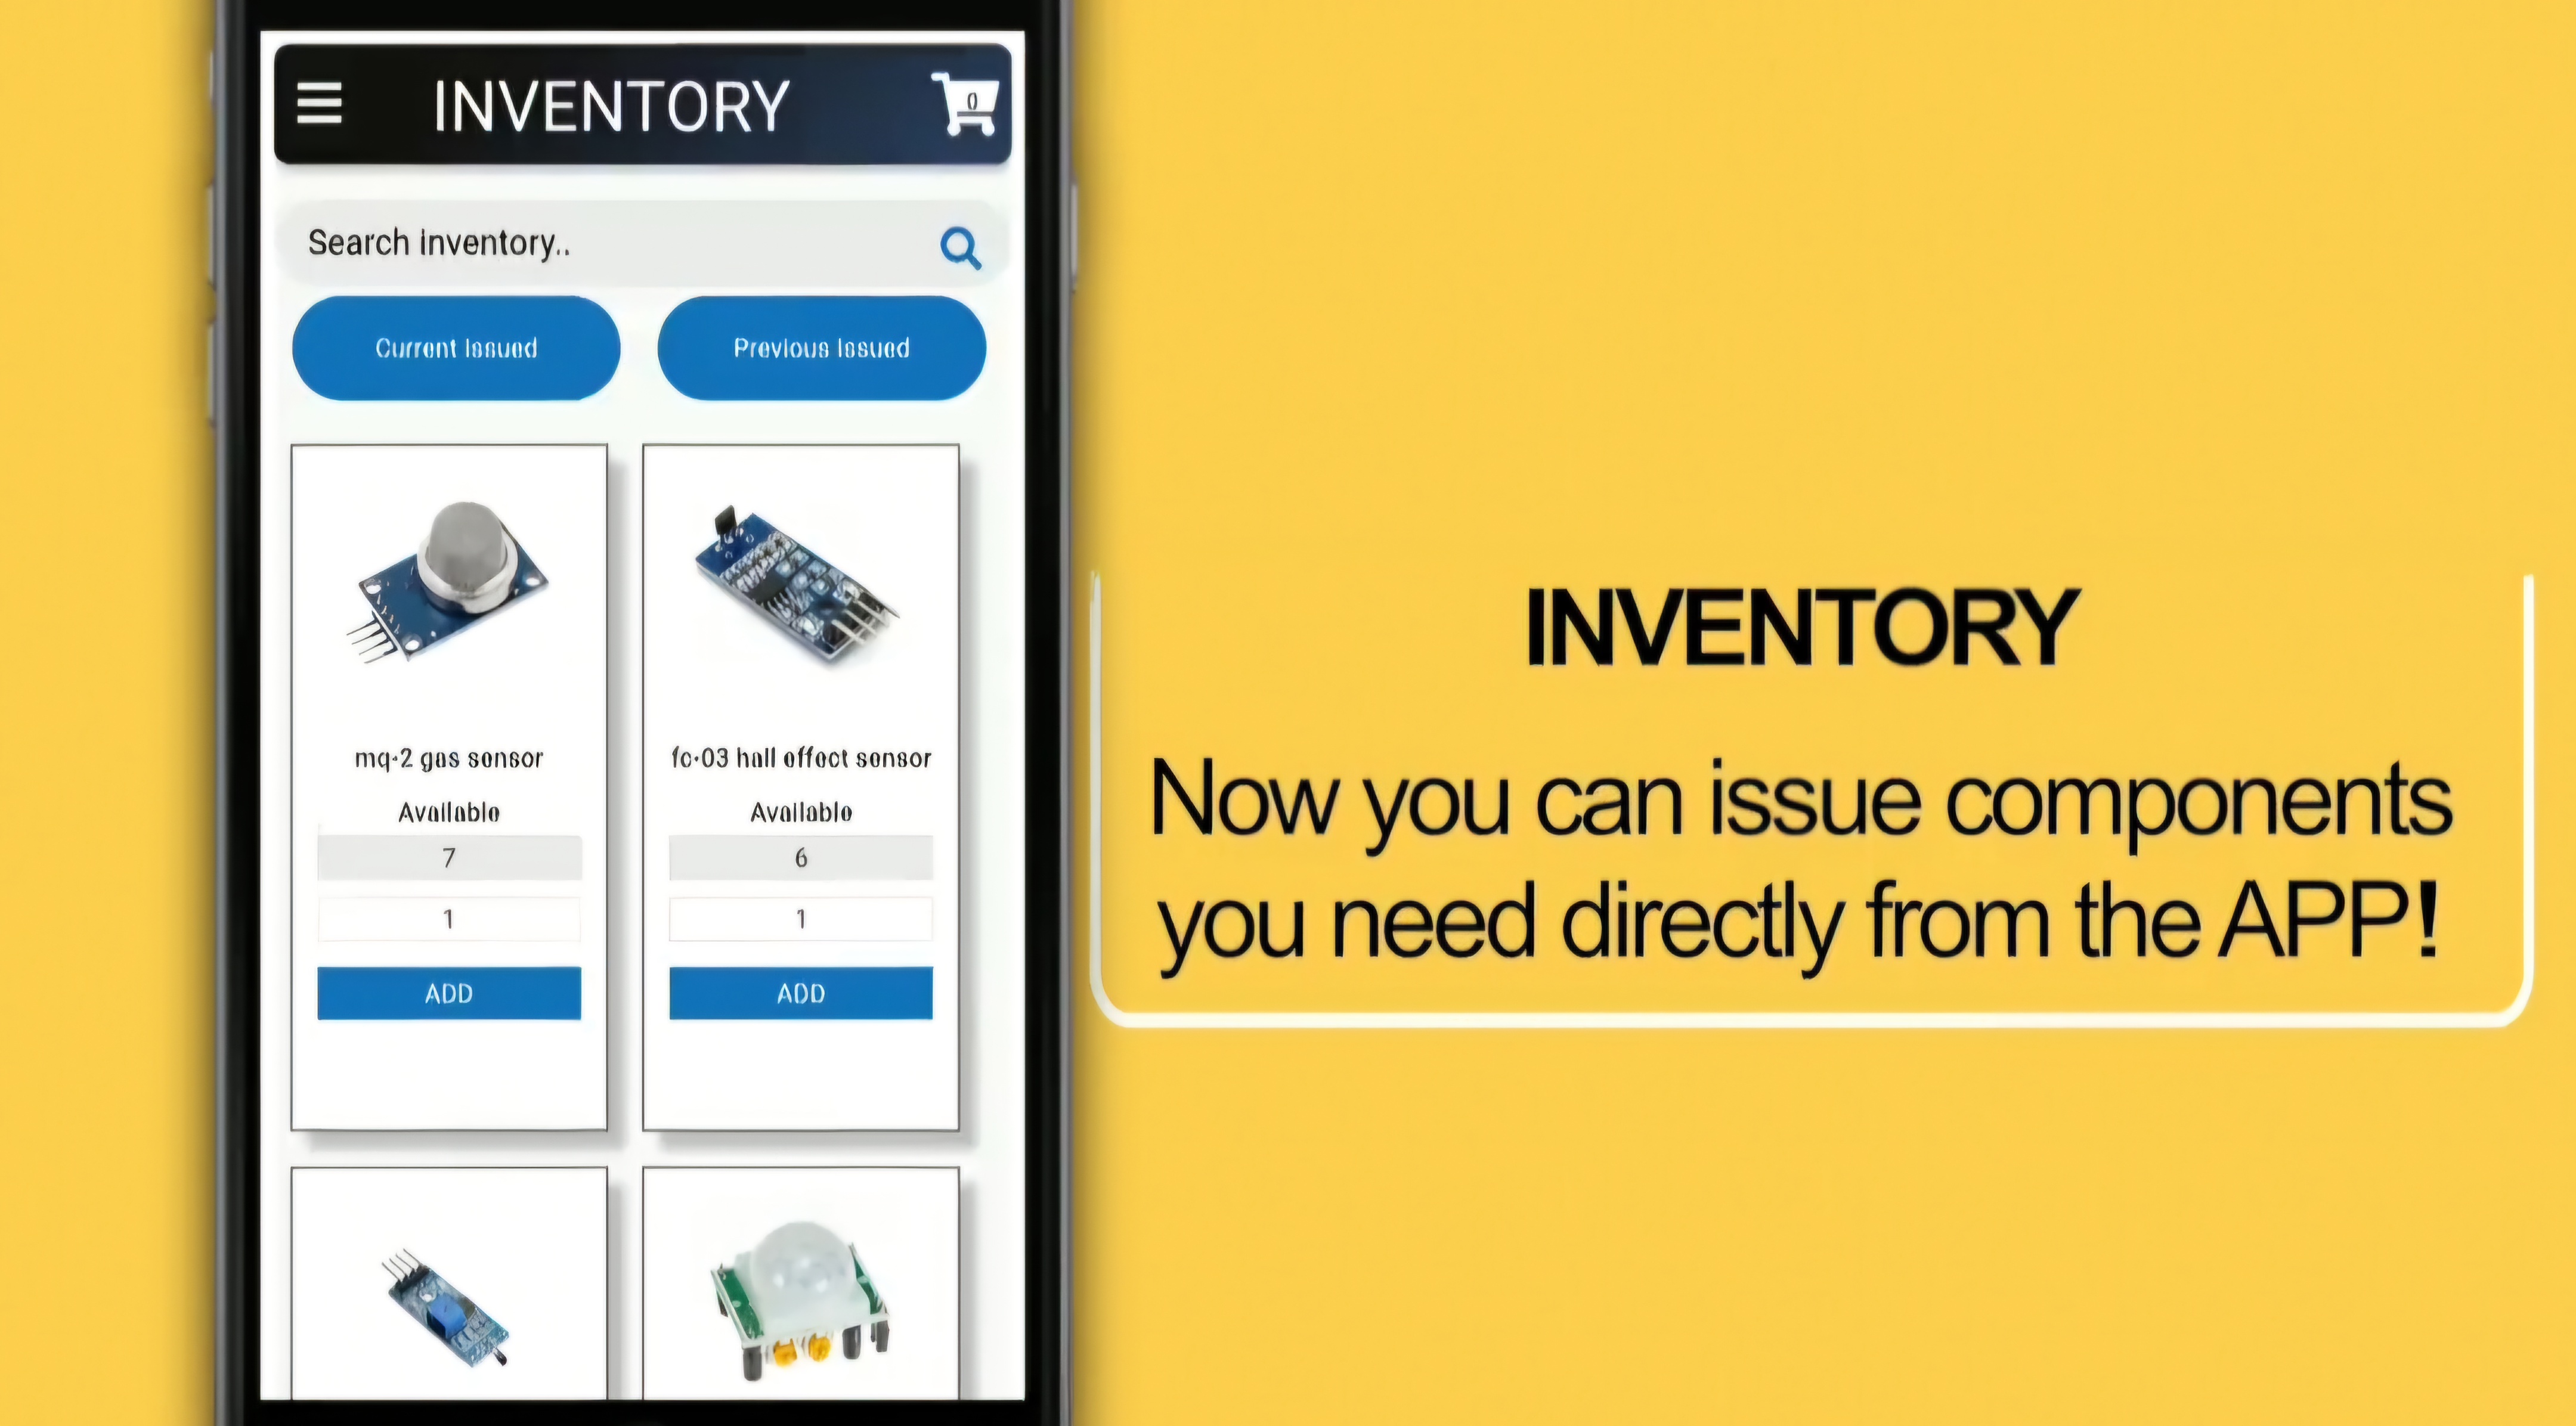 INVENTORY
0
Search inventory..
Current Issued
Previous Issued
mq-2 gas sensor
Available
7
1
ADD
fc-03 hall effect sensor
Available
6
1
ADD
INVENTORY
Now you can issue components
you need directly from the APP!